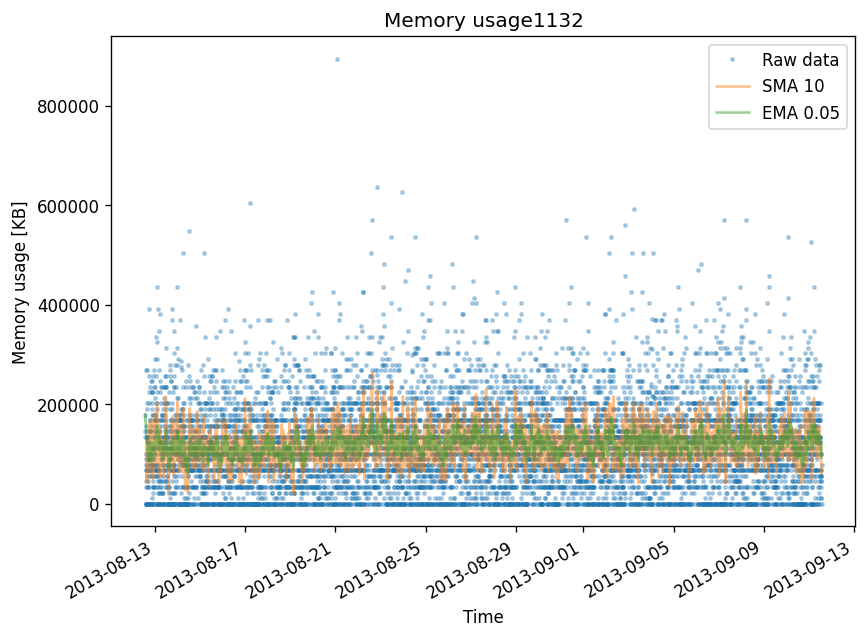 Memory usage1132
Raw data
SMA 10
EMA 0.05
Memory usage [KB]
800000
600000
400000
200000
0
2013-08-13
2013-08-17
2013-08-21
2013-08-25
2013-08-29
2013-09-01
2013-09-05
2013-09-09
2013-09-13
Time